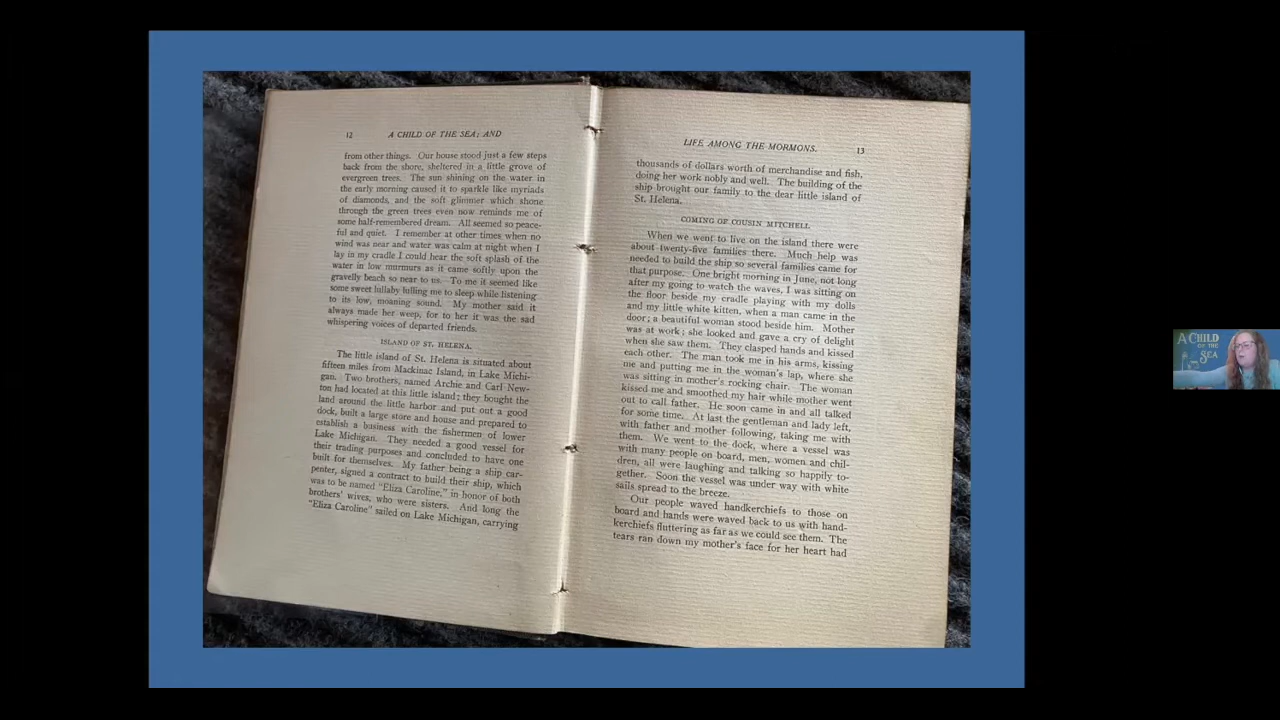 12 A CHILD OF THE SEA; AND
from other things. Our house stood just a few steps
back from the shore, sheltered in a little grove of
evergreen trees. The sun shining on the water in
the early morning caused it to sparkle like myriads
of diamonds, and the soft glimmer which shone
through the green trees even now reminds me of
some half-remembered dream. All seemed so peace-
ful and quiet. I remember at other times when no
wind was near and water was calm at night when I
lay in my cradle I could hear the soft splash of the
water in low murmurs as it came softly upon the
gravelly beach so near to us. To me it seemed like
some sweet lullaby lulling me to sleep while listening
to its low, moaning sound. My mother said it
always made her weep, for to her it was the sad
whispering voices of departed friends.
ISLAND OF ST. HELENA.
The little island of St. Helena is situated about
fifteen miles from Mackinac Island, in Lake Michi-
gan. Two brothers, named Archie and Carl New-
ton had located at this little island; they bought the
land around the little harbor and put out a good
dock, built a large store and house and prepared to
establish a business with the fishermen of lower
Lake Michigan. They needed a good vessel for
their trading purposes and concluded to have one
built for themselves. My father being a ship car-
penter, signed a contract to build their ship, which
was to be named "Eliza Caroline," in honor of both
brothers' wives, who were sisters. And long the
"Eliza Caroline" sailed on Lake Michigan, carrying
LIFE AMONG THE MORMONS. 13
thousands of dollars worth of merchandise and fish,
doing her work nobly and well. The building of the
ship brought our family to the dear little island of
St. Helena.
COMING OF COUSIN MITCHELL.
When we went to live on the island there were
about twenty-five families there. Much help was
needed to build the ship so several families came for
that purpose. One bright morning in June, not long
after my going to watch the waves, I was sitting on
the floor beside my cradle playing with my dolls
and my little white kitten, when a man came in the
door; a beautiful woman stood beside him. Mother
was at work; she looked and gave a cry of delight
when she saw them. They clasped hands and kissed
each other. The man took me in his arms, kissing
me and putting me in the woman's lap, where she
was sitting in mother's rocking chair. The woman
kissed me and smoothed my hair while mother went
out to call father. He soon came in and all talked
for some time. At last the gentleman and lady left,
with father and mother following, taking me with
them. We went to the dock, where a vessel was
with many people on board, men, women and chil-
dren, all were laughing and talking so happily to-
gether. Soon the vessel was under way with white
sails spread to the breeze.
Our people waved handkerchiefs to those on
board and hands were waved back to us with hand-
kerchiefs fluttering as far as we could see them. The
tears ran down my mother's face for her heart had
A CHILD
OF THE
SEA